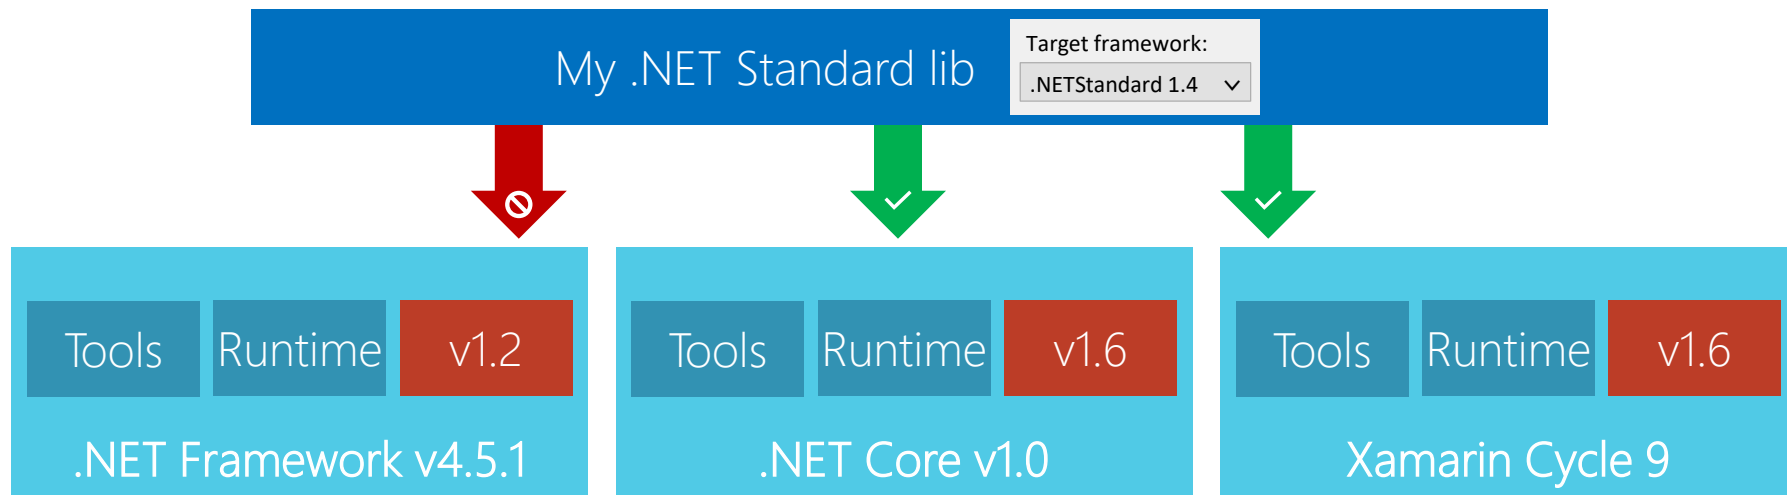 My .NET Standard lib
Target framework:
.NETStandard 1.4
Tools Runtime v1.2
.NET Framework v4.5.1
Tools Runtime v1.6
.NET Core v1.0
Tools Runtime v1.6
Xamarin Cycle 9